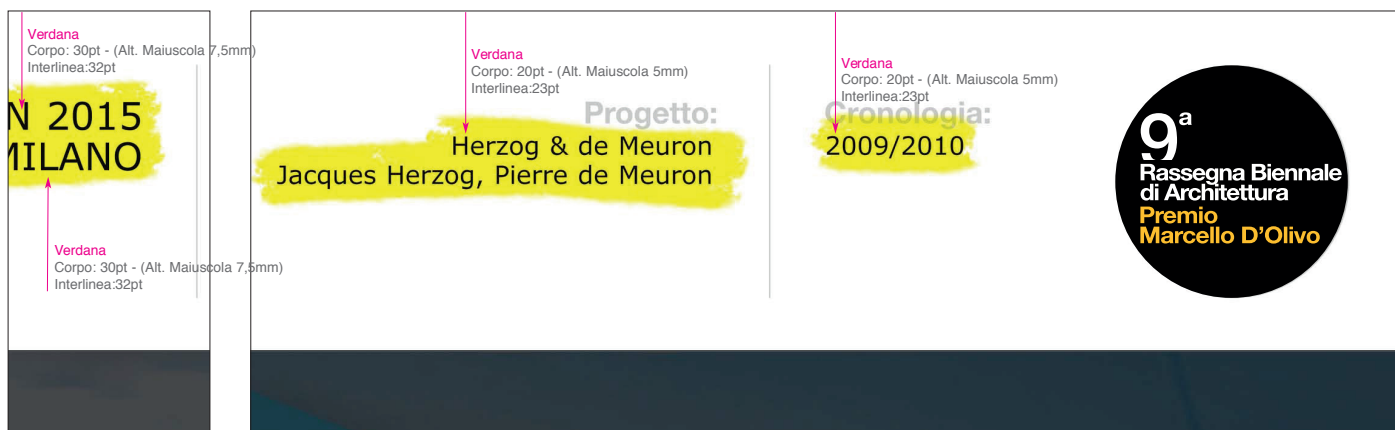 Verdana
Corpo: 30pt - (Alt. Maiuscola 7,5mm)
Interlinea:32pt
N 2015
MILANO
Verdana
Corpo: 30pt - (Alt. Maiuscola 7,5mm)
Interlinea:32pt
Verdana
Corpo: 20pt - (Alt. Maiuscola 5mm)
Interlinea:23pt
Progetto:
Herzog & de Meuron
Jacques Herzog, Pierre de Meuron
Verdana
Corpo: 20pt - (Alt. Maiuscola 5mm)
Interlinea:23pt
Cronologia:
2009/2010
9ª
Rassegna Biennale
di Architettura
Premio
Marcello D’Olivo